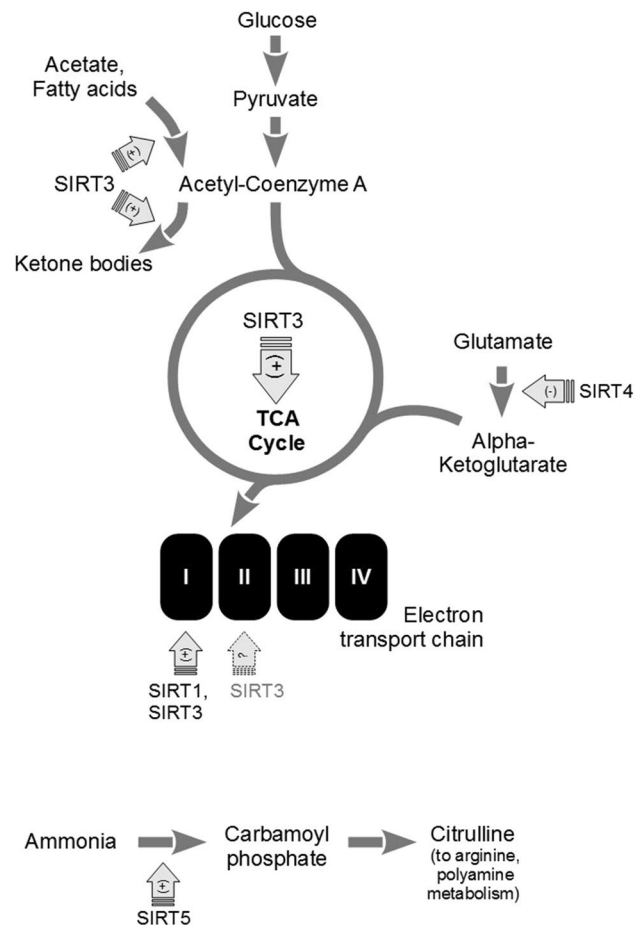 Glucose
Acetate,
Fatty acids
Pyruvate
(+)
SIRT3
Acetyl-Coenzyme A
(+)
Ketone bodies
SIRT3
(+)
TCA
Cycle
Glutamate
(-)
SIRT4
Alpha-
Ketoglutarate
I
II
III
IV
Electron
transport chain
(+)
?
SIRT1,
SIRT3
SIRT3
Ammonia
Carbamoyl
phosphate
Citrulline
(to arginine,
polyamine
metabolism)
(+)
SIRT5